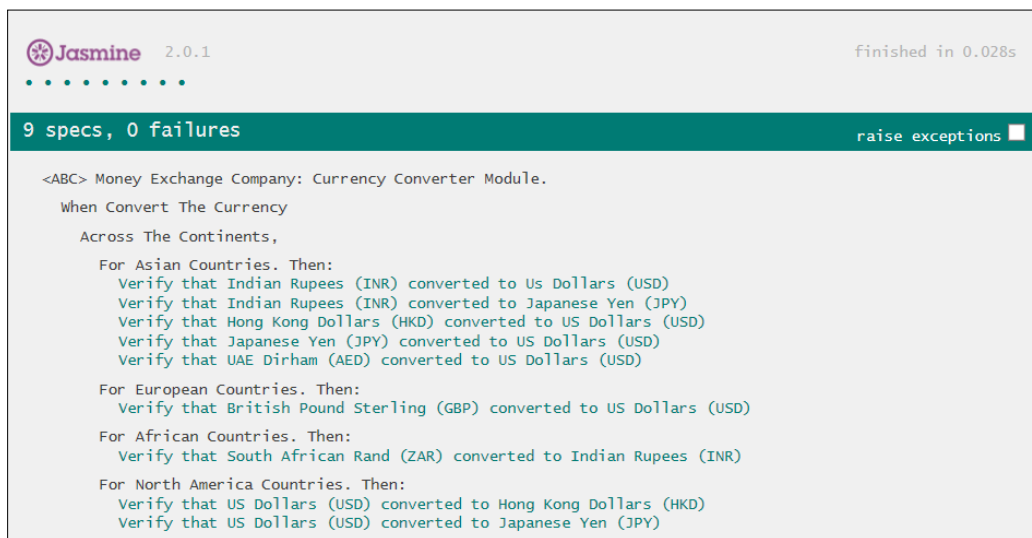 Jasmine 2.0.1 finished in 0.028s
9 specs, 0 failures raise exceptions
<ABC> Money Exchange Company: Currency Converter Module.
When Convert The Currency
Across The Continents,
For Asian Countries. Then:
Verify that Indian Rupees (INR) converted to Us Dollars (USD)
Verify that Indian Rupees (INR) converted to Japanese Yen (JPY)
Verify that Hong Kong Dollars (HKD) converted to US Dollars (USD)
Verify that Japanese Yen (JPY) converted to US Dollars (USD)
Verify that UAE Dirham (AED) converted to US Dollars (USD)
For European Countries. Then:
Verify that British Pound Sterling (GBP) converted to US Dollars (USD)
For African Countries. Then:
Verify that South African Rand (ZAR) converted to Indian Rupees (INR)
For North America Countries. Then:
Verify that US Dollars (USD) converted to Hong Kong Dollars (HKD)
Verify that US Dollars (USD) converted to Japanese Yen (JPY)